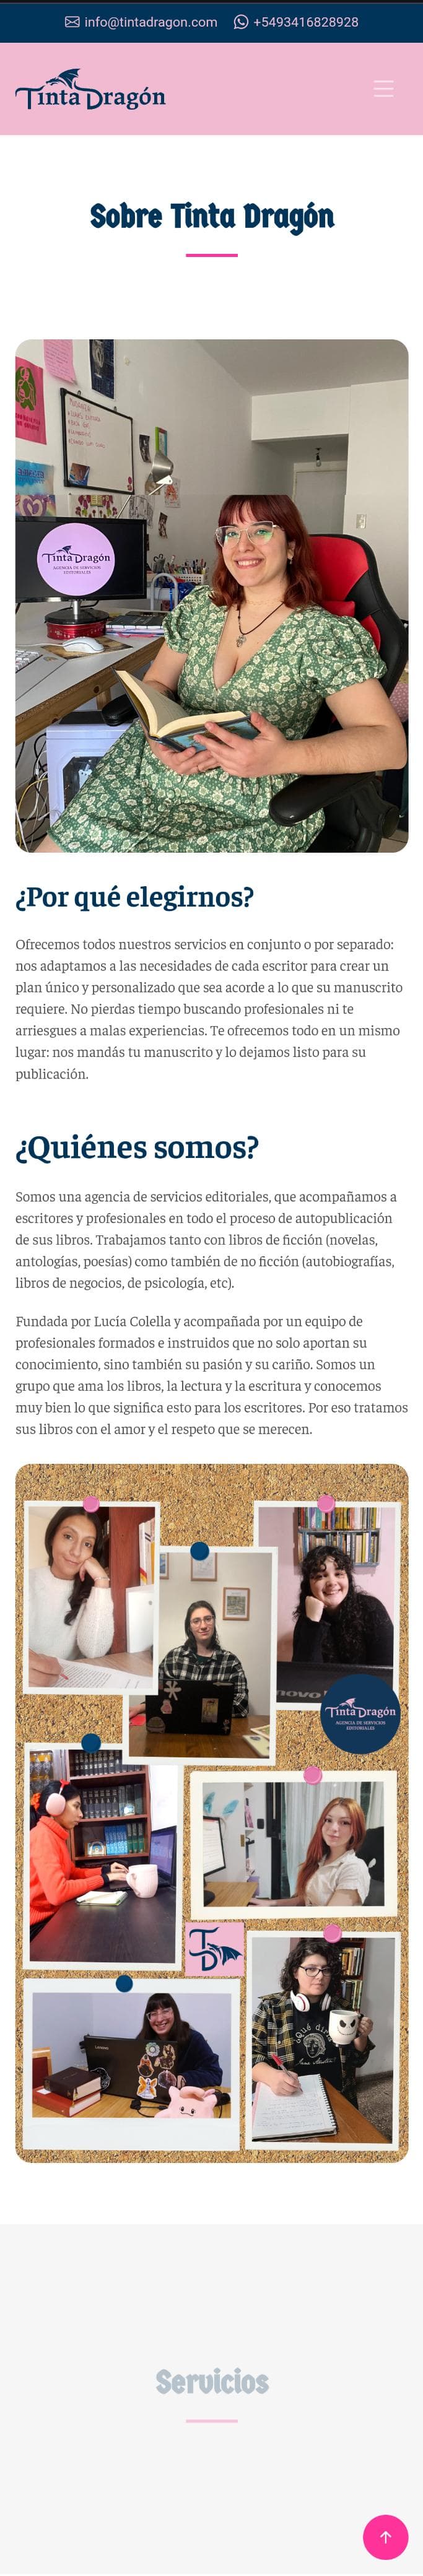 info@tintadragon.com +5493416828928
Tinta Dragón
Sobre Tinta Dragón
Tinta Dragón
AGENCIA DE SERVICIOS
EDITORIALES
¿Por qué elegirnos?
Ofrecemos todos nuestros servicios en conjunto o por separado:
nos adaptamos a las necesidades de cada escritor para crear un
plan único y personalizado que sea acorde a lo que su manuscrito
requiere. No pierdas tiempo buscando profesionales ni te
arriesgues a malas experiencias. Te ofrecemos todo en un mismo
lugar: nos mandás tu manuscrito y lo dejamos listo para su
publicación.
¿Quiénes somos?
Somos una agencia de servicios editoriales, que acompañamos a
escritores y profesionales en todo el proceso de autopublicación
de sus libros. Trabajamos tanto con libros de ficción (novelas,
antologías, poesías) como también de no ficción (autobiografías,
libros de negocios, de psicología, etc).
Fundada por Lucía Colella y acompañada por un equipo de
profesionales formados e instruidos que no solo aportan su
conocimiento, sino también su pasión y su cariño. Somos un
grupo que ama los libros, la lectura y la escritura y conocemos
muy bien lo que significa esto para los escritores. Por eso tratamos
sus libros con el amor y el respeto que se merecen.
Tinta Dragón
AGENCIA DE SERVICIOS
EDITORIALES
TD
Servicios